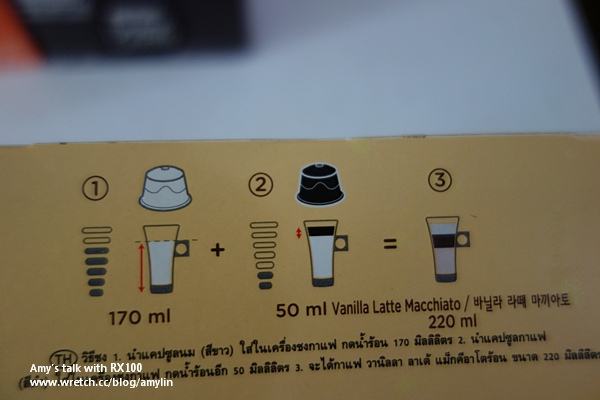 1 2 3
+ =
170 ml
50 ml Vanilla Latte Macchiato / 바닐라 라떼 마끼아또
220 ml
TH วิธีชง 1. นำแคปซูลนม (สีขาว) ใส่ในเครื่องชงกาแฟ กดน้ำร้อน 170 มิลลิลิตร 2. นำแคปซูลกาแฟ
เครื่องชงกาแฟ กดน้ำร้อนอีก 50 มิลลิลิตร 3. จะได้กาแฟ วานิลลา ลาเต้ แม็คคิอาโตร้อน ขนาด 220 มิลลิลิตร
Amy's talk with RX100
www.wretch.cc/blog/amylin